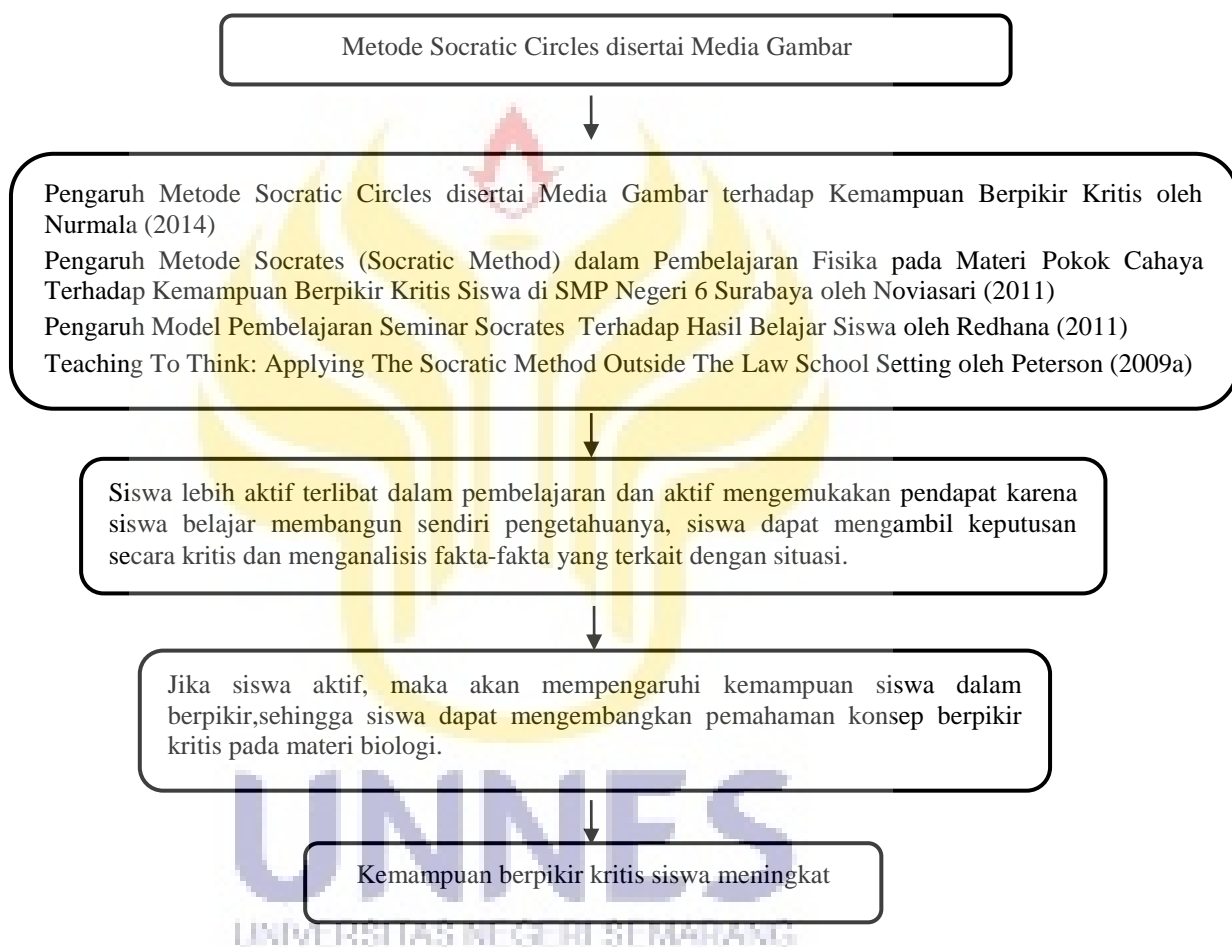 Metode Socratic Circles disertai Media Gambar
Pengaruh Metode Socratic Circles disertai Media Gambar terhadap Kemampuan Berpikir Kritis oleh
Nurmala (2014)
Pengaruh Metode Socrates (Socratic Method) dalam Pembelajaran Fisika pada Materi Pokok Cahaya
Terhadap Kemampuan Berpikir Kritis Siswa di SMP Negeri 6 Surabaya oleh Noviasari (2011)
Pengaruh Model Pembelajaran Seminar Socrates Terhadap Hasil Belajar Siswa oleh Redhana (2011)
Teaching To Think: Applying The Socratic Method Outside The Law School Setting oleh Peterson (2009a)
Siswa lebih aktif terlibat dalam pembelajaran dan aktif mengemukakan pendapat karena
siswa belajar membangun sendiri pengetahuanya, siswa dapat mengambil keputusan
secara kritis dan menganalisis fakta-fakta yang terkait dengan situasi.
Jika siswa aktif, maka akan mempengaruhi kemampuan siswa dalam
berpikir,sehingga siswa dapat mengembangkan pemahaman konsep berpikir
kritis pada materi biologi.
UNNES
Kemampuan berpikir kritis siswa meningkat
UNIVERSITAS NEGERI SEMARANG